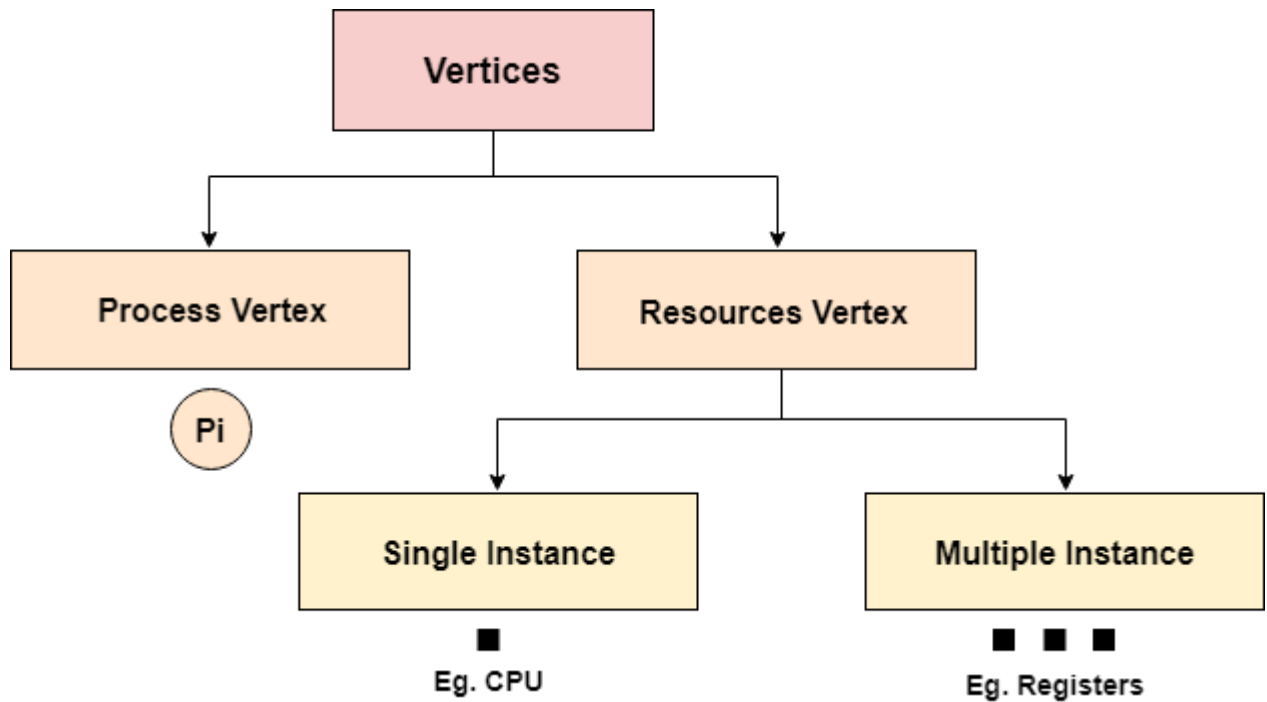 Vertices
Process Vertex
Resources Vertex
Pi
Single Instance
Multiple Instance
Eg. CPU
Eg. Registers